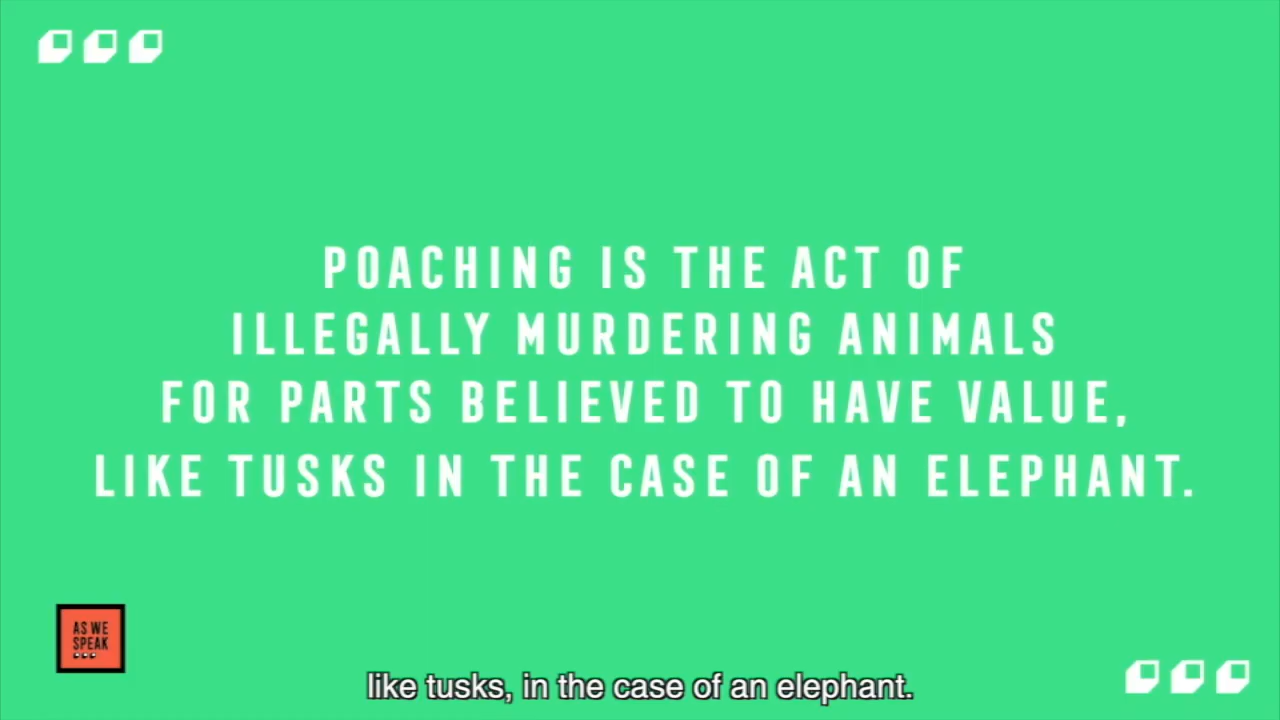 POACHING IS THE ACT OF
ILLEGALLY MURDERING ANIMALS
FOR PARTS BELIEVED TO HAVE VALUE,
LIKE TUSKS IN THE CASE OF AN ELEPHANT.
AS WE
SPEAK
like tusks, in the case of an elephant.